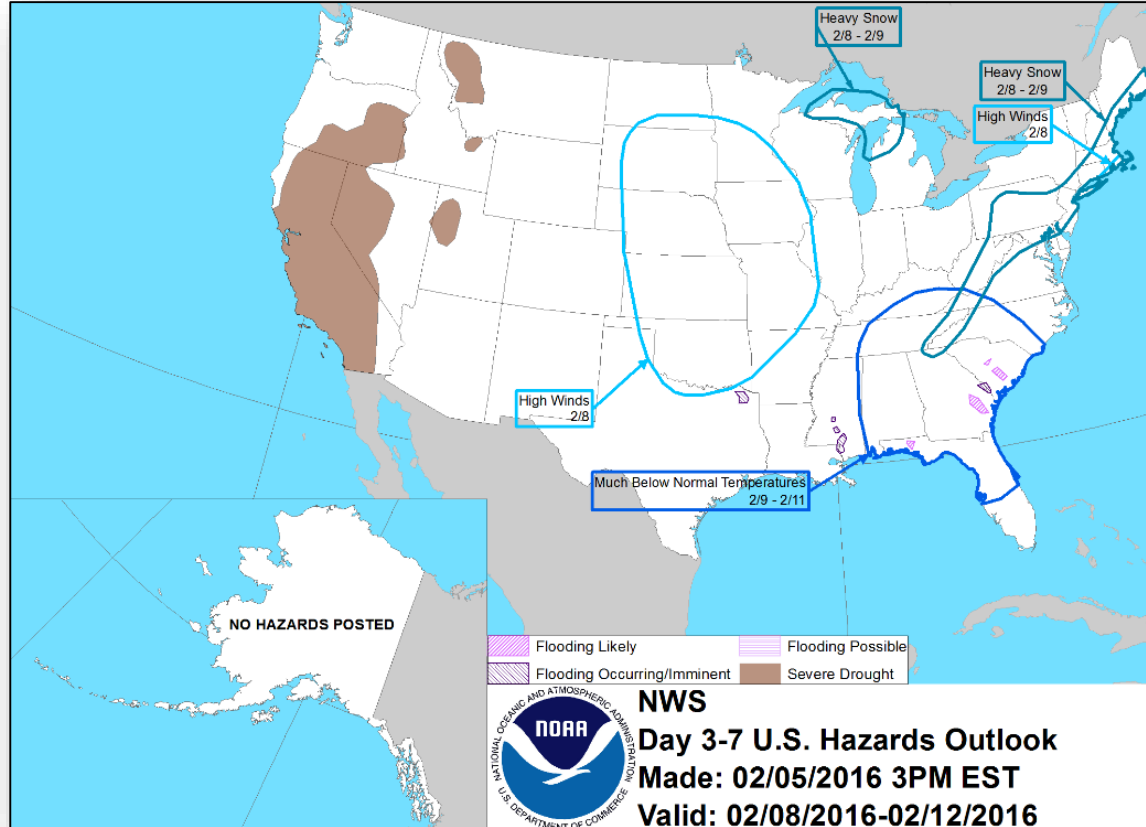 Heavy Snow
2/8 - 2/9
Heavy Snow
2/8 - 2/9
High Winds
2/8
High Winds
2/8
Much Below Normal Temperatures
2/9 - 2/11
NO HAZARDS POSTED
Flooding Likely
Flooding Possible
Flooding Occurring/Imminent
Severe Drought
NATIONAL OCEANIC AND ATMOSPHERIC ADMINISTRATION
NOAA
U.S. DEPARTMENT OF COMMERCE
NWS
Day 3-7 U.S. Hazards Outlook
Made: 02/05/2016 3PM EST
Valid: 02/08/2016-02/12/2016